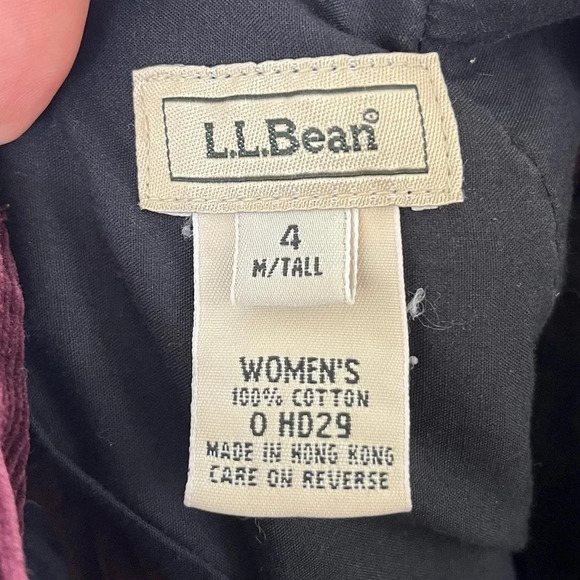 L.L.Bean®
4
M/TALL
WOMEN'S
100% COTTON
0 HD29
MADE IN HONG KONG
CARE ON REVERSE